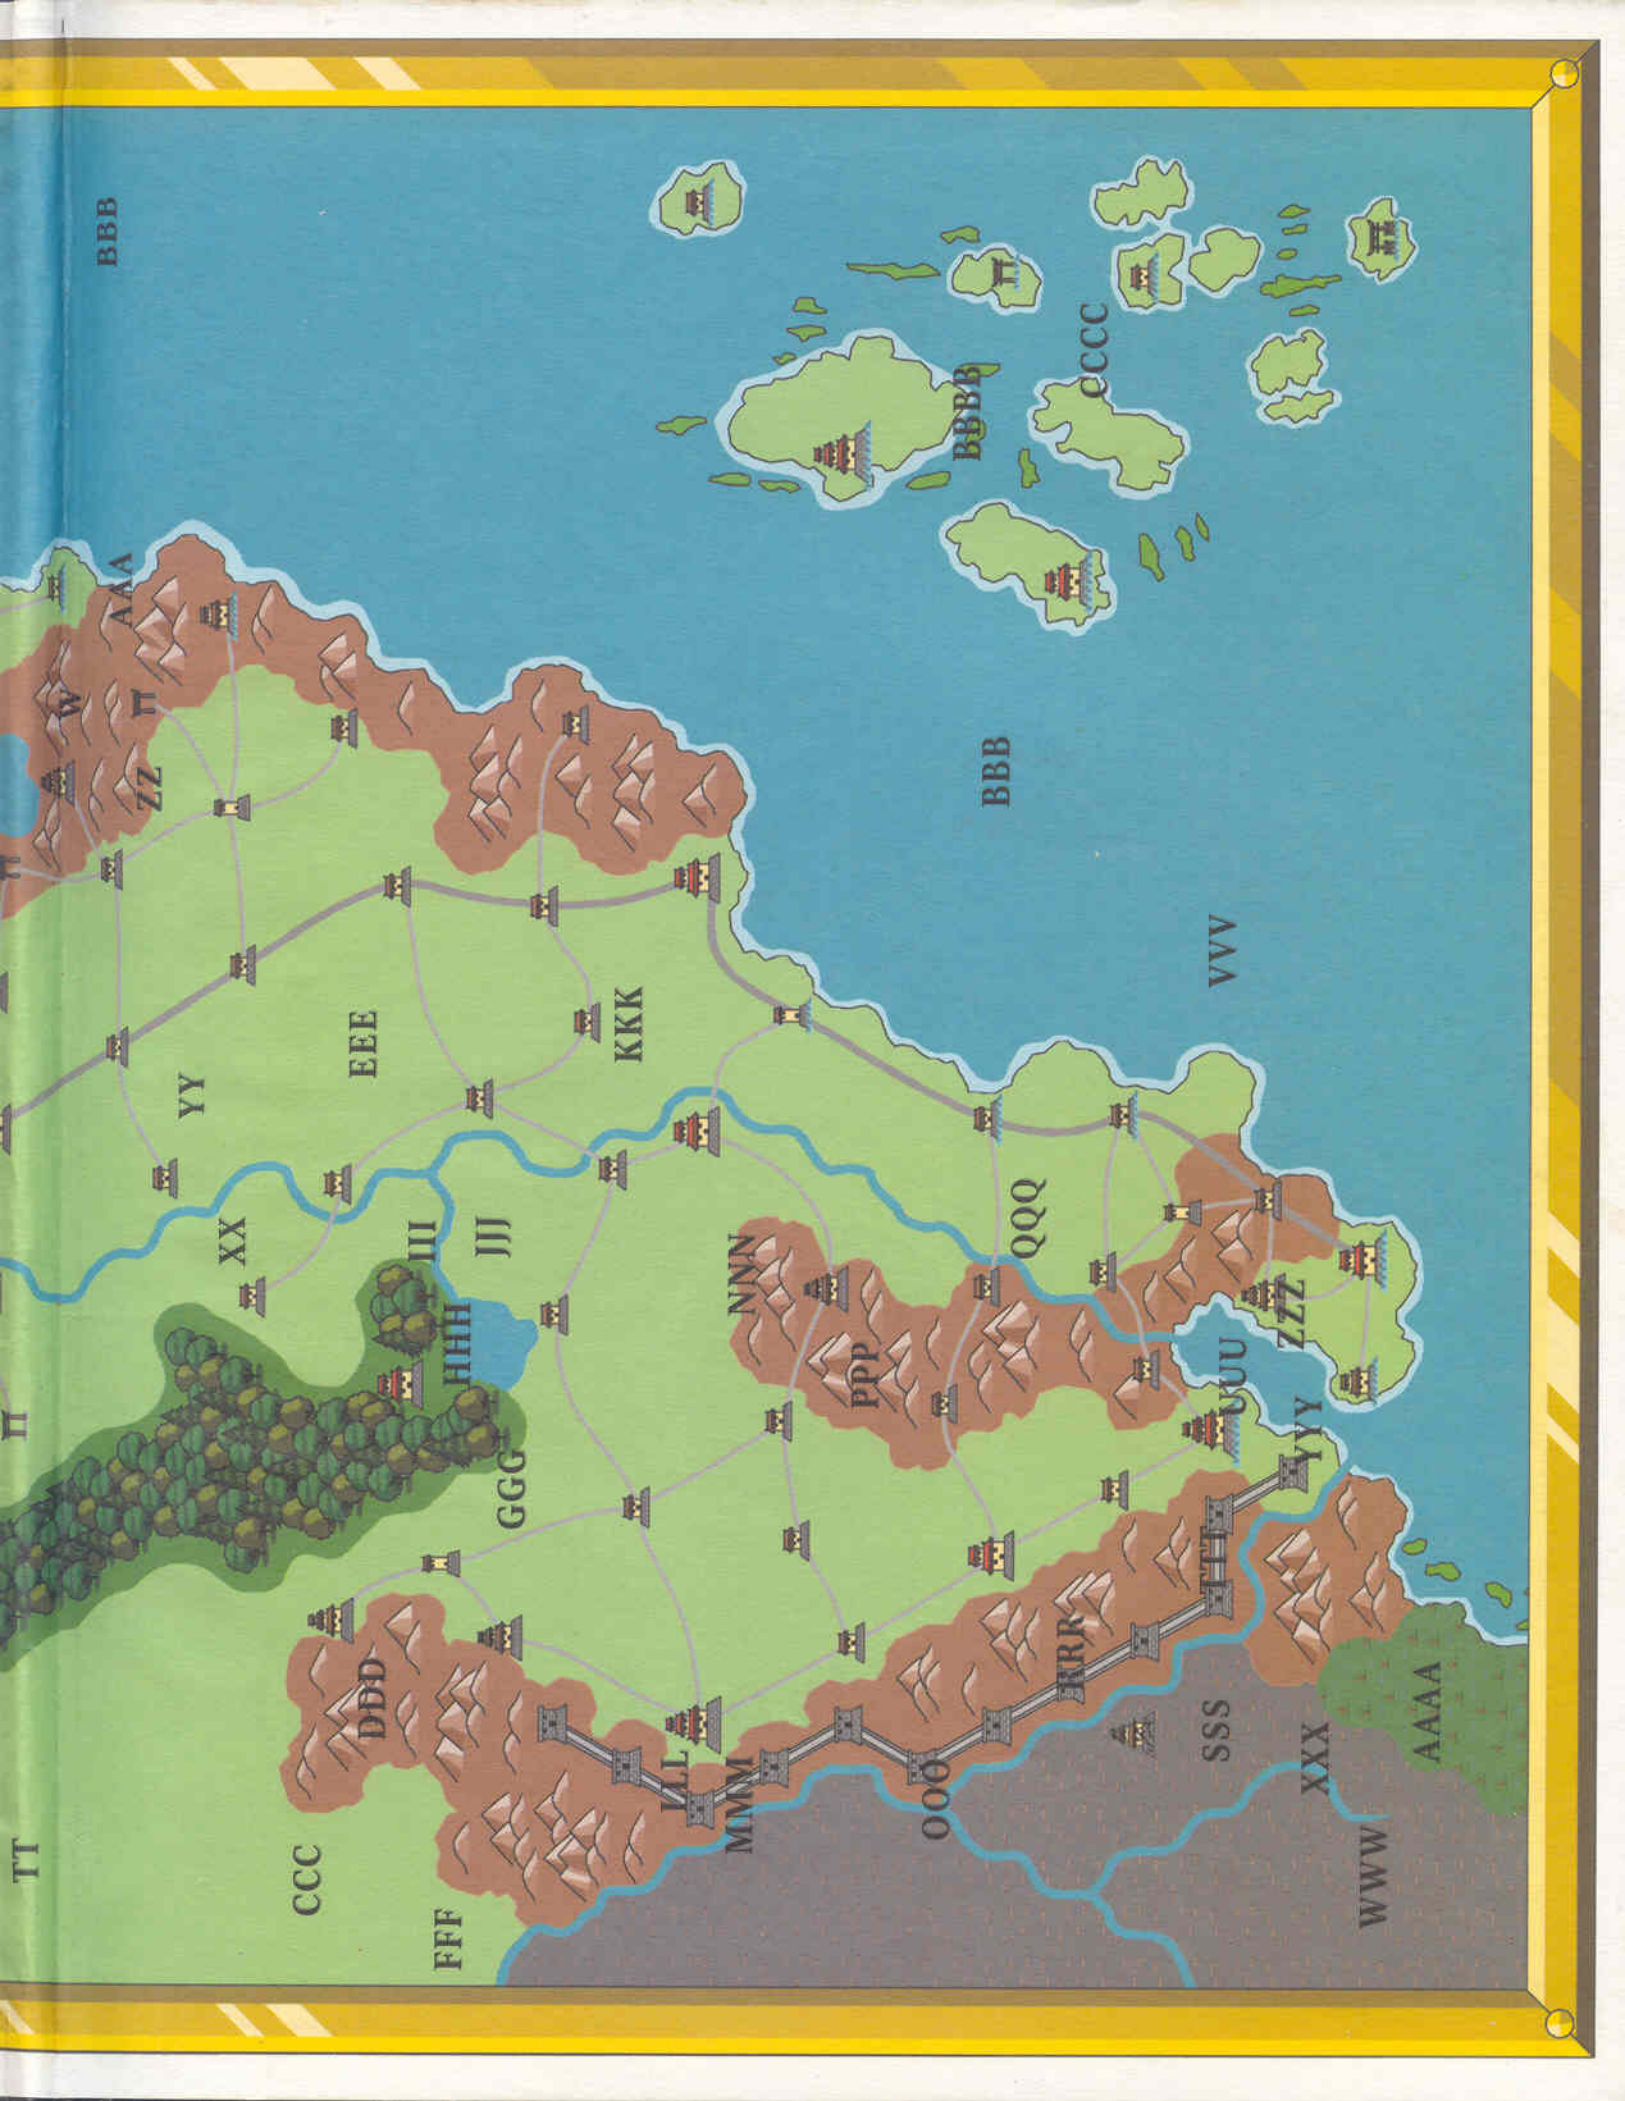 TT
W
BBB
AAA
ZZ
YY
XX
CCC
EEE
DDD
III
FFF
HHH
JJJ
GGG
KKK
LLL
MMM
NNN
PPP
OOO
BBBB
BBB
QQQ
RRR
CCCC
TTT
SSS
VVV
UUU
ZZZ
YYY
XXX
WWW
AAAA